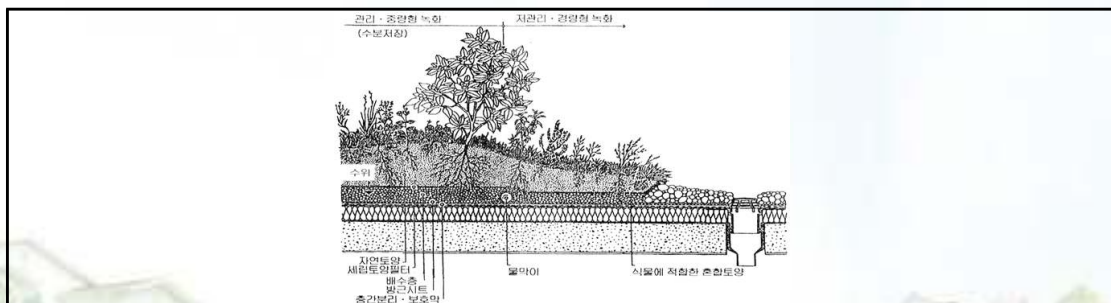 관리·중량형 녹화
저관리·경량형 녹화
(수분저장)
수위
자연토양
세립토양필터
배수층
방근시트
층간분리·보호막
물막이
식물에 적합한 혼합토양